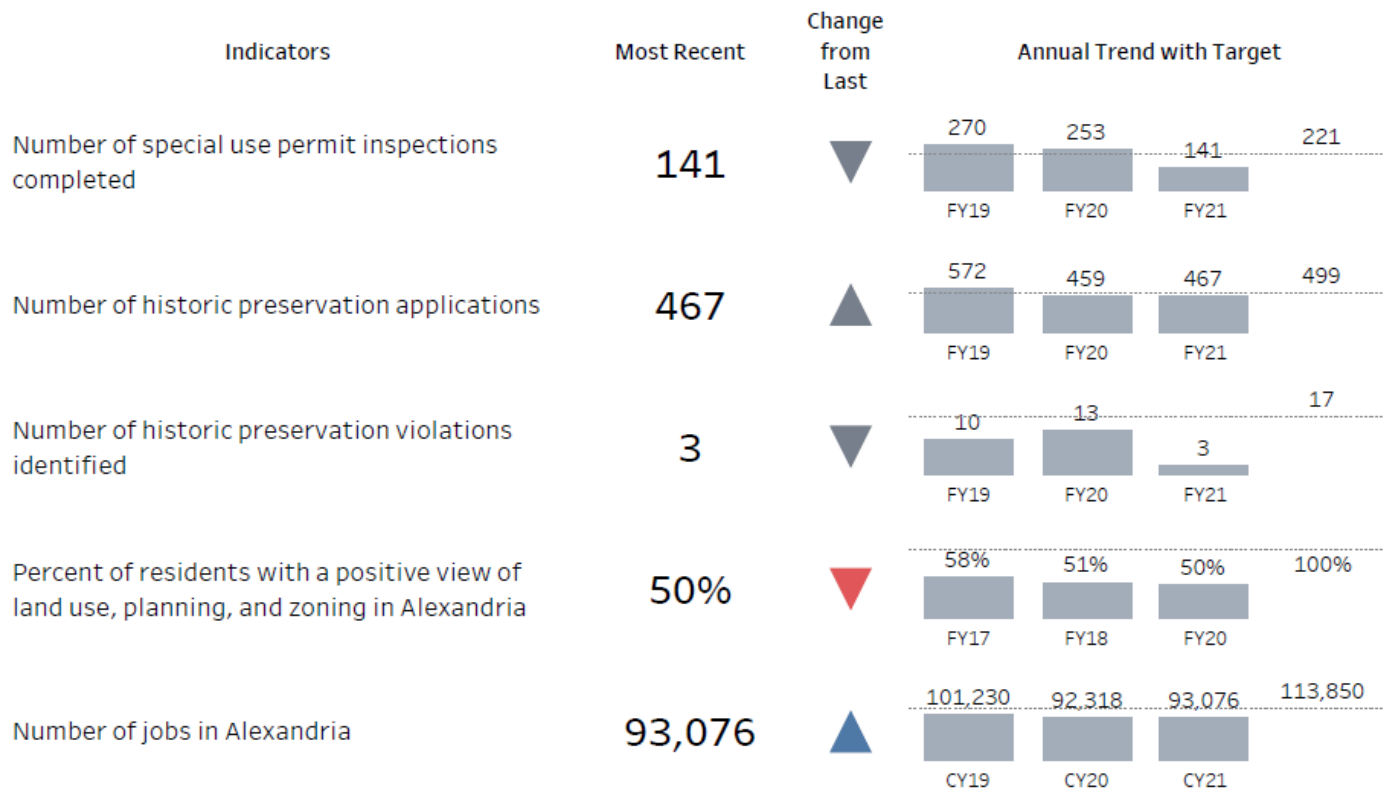 Indicators
Most Recent
Change
from
Last
Annual Trend with Target
Number of special use permit inspections
completed
141
270
253
141
221
FY19
FY20
FY21
Number of historic preservation applications
467
572
459
467
499
FY19
FY20
FY21
Number of historic preservation violations
identified
3
10
13
3
17
FY19
FY20
FY21
Percent of residents with a positive view of
land use, planning, and zoning in Alexandria
50%
58%
51%
50%
100%
FY17
FY18
FY20
Number of jobs in Alexandria
93,076
101,230
92,318
93,076
113,850
CY19
CY20
CY21